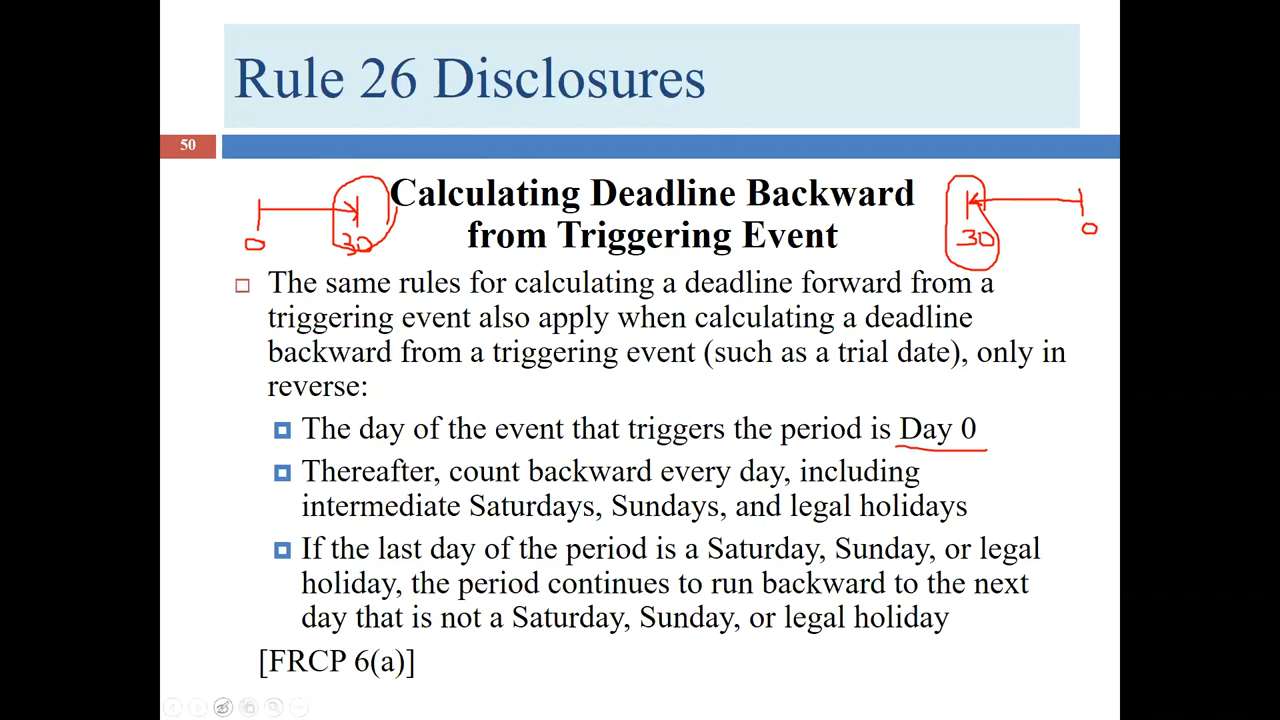 Rule 26 Disclosures
50
Calculating Deadline Backward
from Triggering Event
0
30
30
0
The same rules for calculating a deadline forward from a
triggering event also apply when calculating a deadline
backward from a triggering event (such as a trial date), only in
reverse:
The day of the event that triggers the period is Day 0
Thereafter, count backward every day, including
intermediate Saturdays, Sundays, and legal holidays
If the last day of the period is a Saturday, Sunday, or legal
holiday, the period continues to run backward to the next
day that is not a Saturday, Sunday, or legal holiday
[FRCP 6(a)]